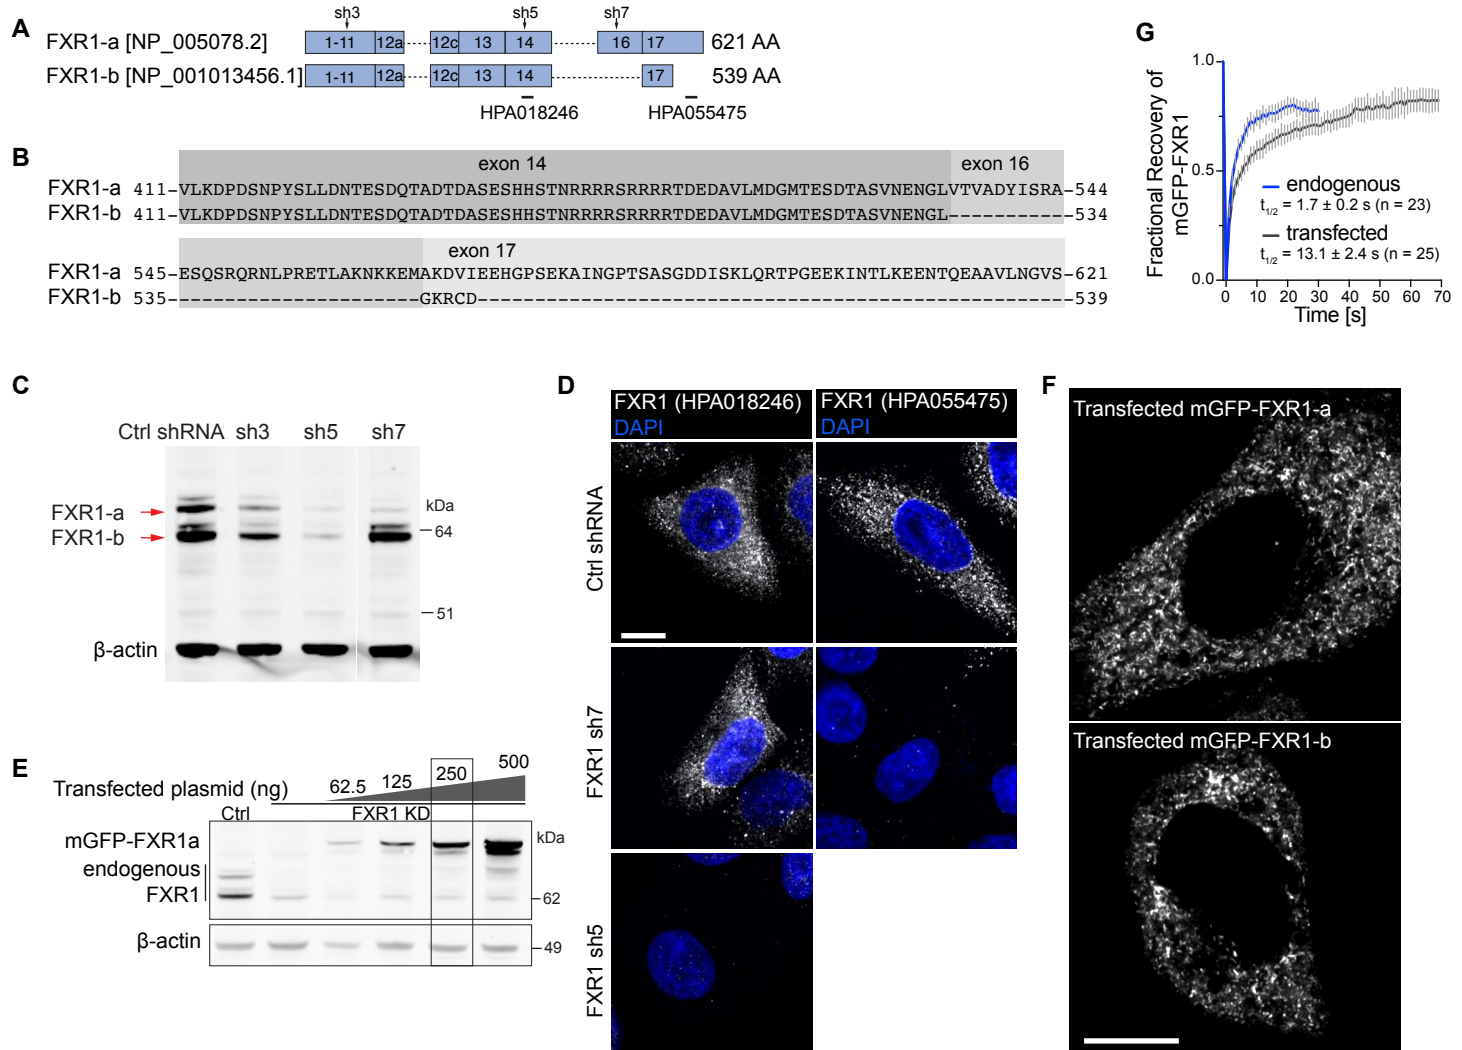 A
sh3 sh5 sh7
FXR1-a [NP_005078.2] 1-11 12a 12c 13 14 16 17 621 AA
FXR1-b [NP_001013456.1] 1-11 12a 12c 13 14 17 539 AA
HPA018246 HPA055475
B
exon 14 exon 16
FXR1-a 411–VLKDPDSNPYSLLDNTESDQTADTDASESHHSTNRRRRSRRRRTDEDAVLMDGMTESDTASVNENGLVTVADYISRA–544
FXR1-b 411–VLKDPDSNPYSLLDNTESDQTADTDASESHHSTNRRRRSRRRRTDEDAVLMDGMTESDTASVNENGL----------–534
exon 17
FXR1-a 545–ESQSRQRNLPRETLAKNKKEMAKDVIEEHGPSEKAINGPTSASGDDISKLQRTPGEEKINTLKEENTQEAAVLNGVS–621
FXR1-b 535–---------------------GKRCD---------------------------------------------------–539
C
Ctrl shRNA sh3 sh5 sh7
kDa
FXR1-a
FXR1-b
64
51
β-actin
D
FXR1 (HPA018246) FXR1 (HPA055475)
DAPI DAPI
Ctrl shRNA
FXR1 sh7
FXR1 sh5
E
Transfected plasmid (ng) 62.5 125 250 500
Ctrl FXR1 KD
mGFP-FXR1a
kDa
endogenous
FXR1
62
β-actin
49
F
Transfected mGFP-FXR1-a
Transfected mGFP-FXR1-b
G
Fractional Recovery of
mGFP-FXR1
1.0
0.5
0.0
endogenous
t1/2 = 1.7 ± 0.2 s (n = 23)
transfected
t1/2 = 13.1 ± 2.4 s (n = 25)
0 10 20 30 40 50 60 70
Time [s]